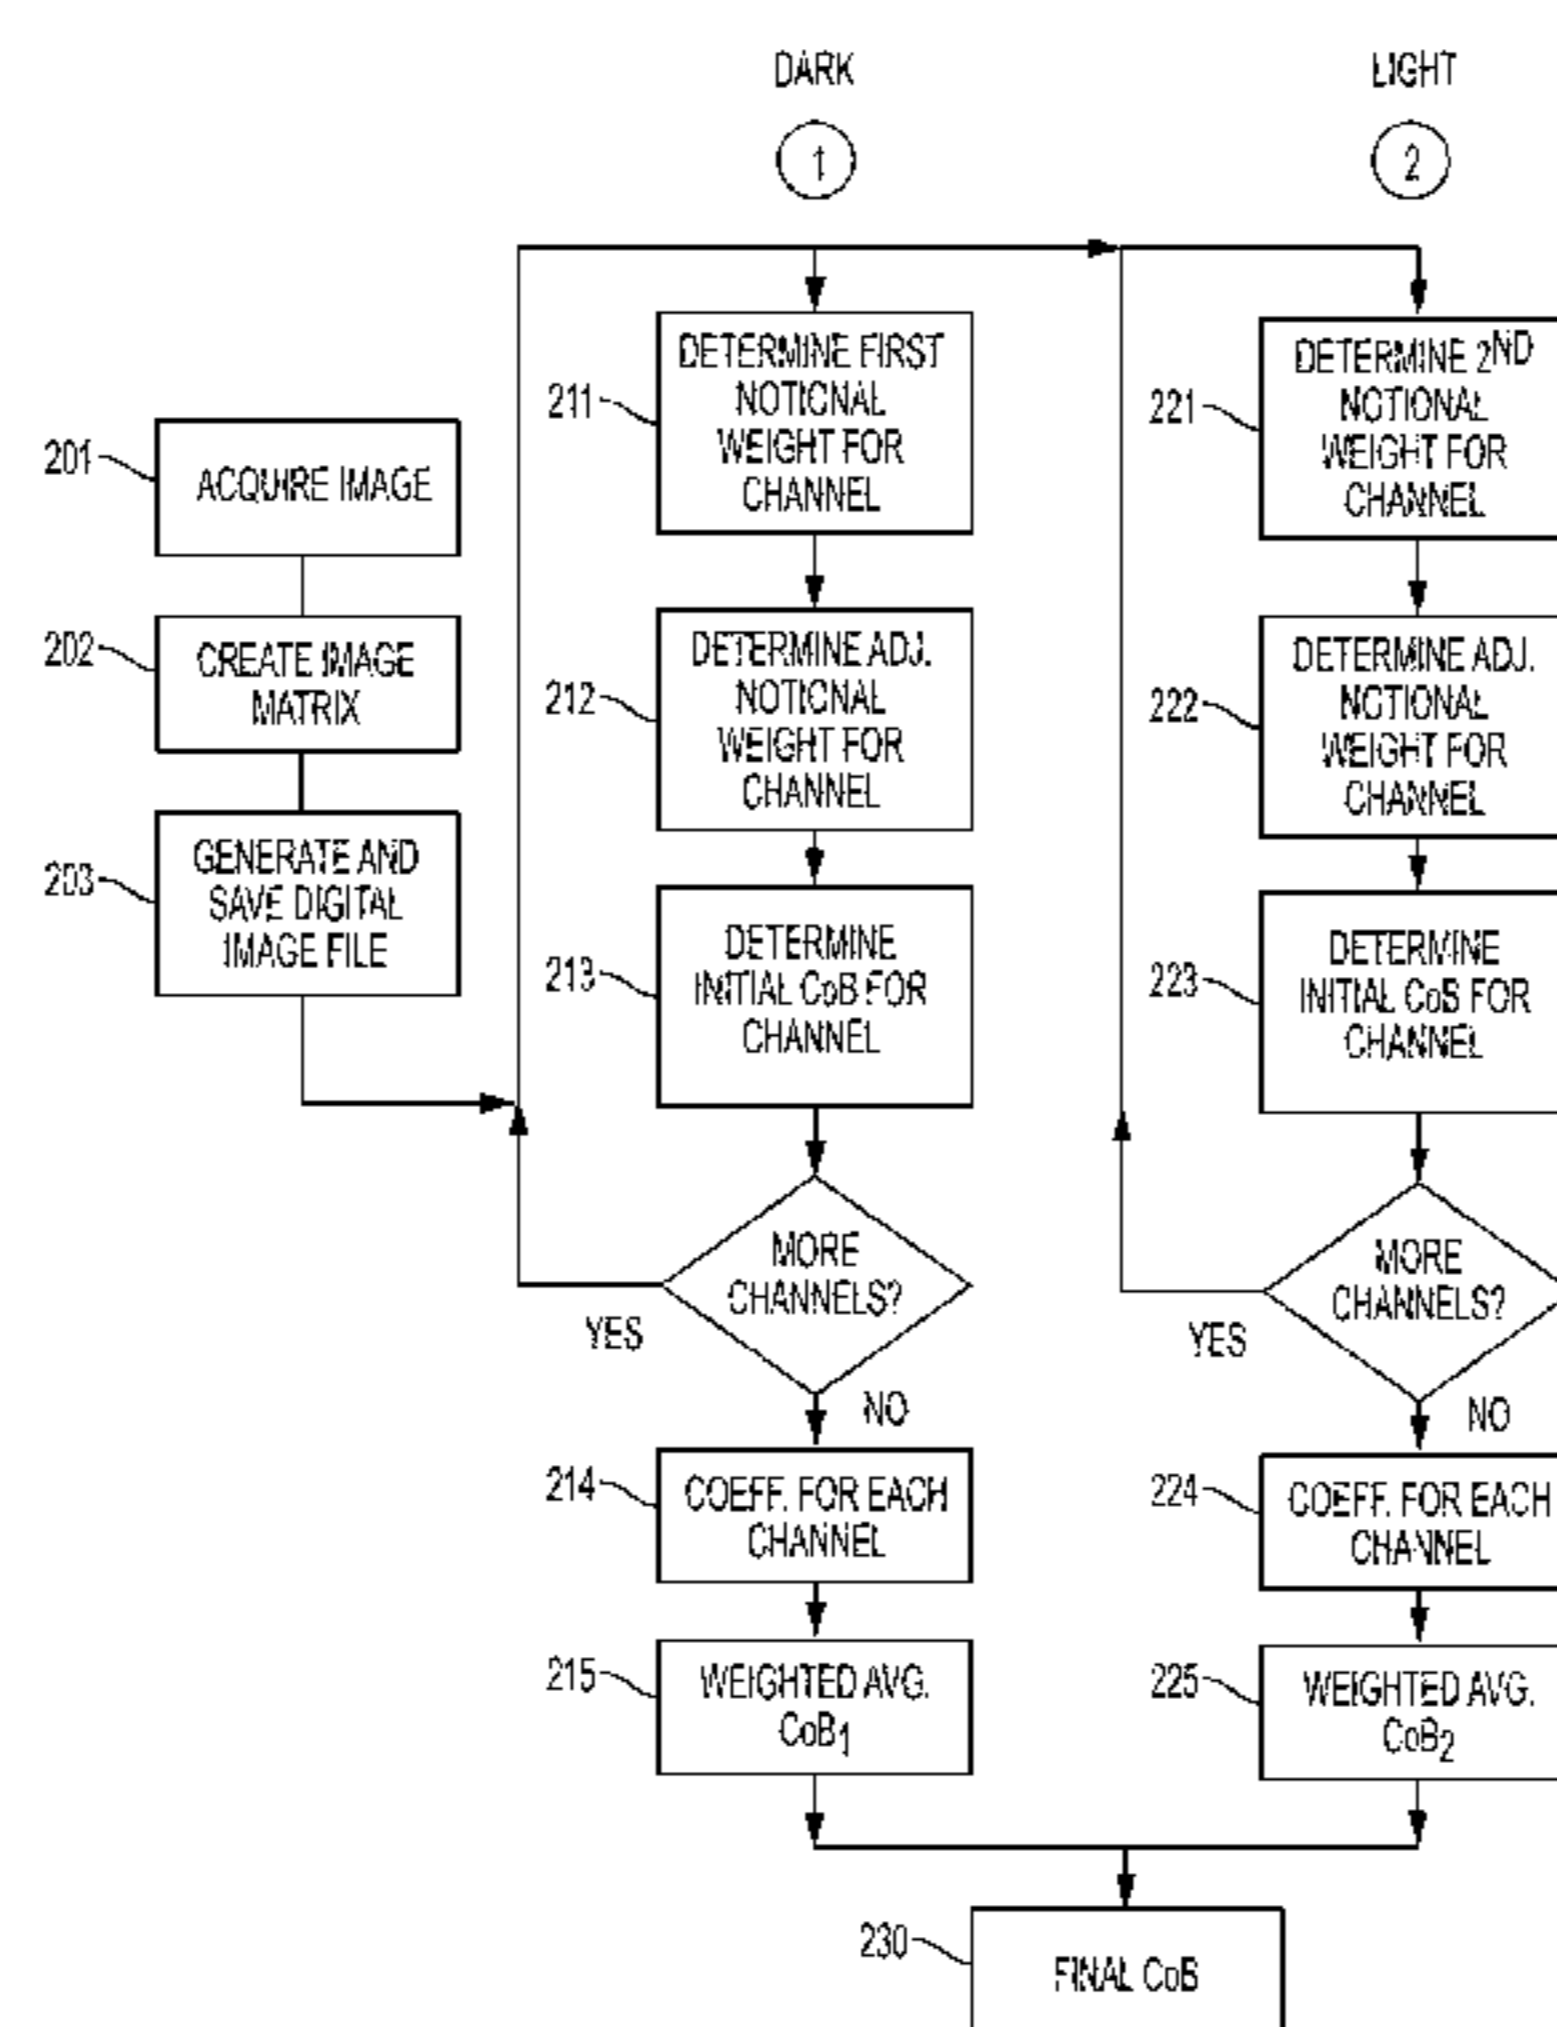 DARK
1
LIGHT
2
201
ACQUIRE IMAGE
202
CREATE IMAGE
MATRIX
203
GENERATE AND
SAVE DIGITAL
IMAGE FILE
211
DETERMINE FIRST
NOTIONAL
WEIGHT FOR
CHANNEL
212
DETERMINE ADJ.
NOTIONAL
WEIGHT FOR
CHANNEL
213
DETERMINE
INITIAL CoB FOR
CHANNEL
MORE
CHANNELS?
YES
NO
214
COEFF. FOR EACH
CHANNEL
215
WEIGHTED AVG.
CoB1
221
DETERMINE 2ND
NOTIONAL
WEIGHT FOR
CHANNEL
222
DETERMINE ADJ.
NOTIONAL
WEIGHT FOR
CHANNEL
223
DETERMINE
INITIAL CoB FOR
CHANNEL
MORE
CHANNELS?
YES
NO
224
COEFF. FOR EACH
CHANNEL
225
WEIGHTED AVG.
CoB2
230
FINAL CoB